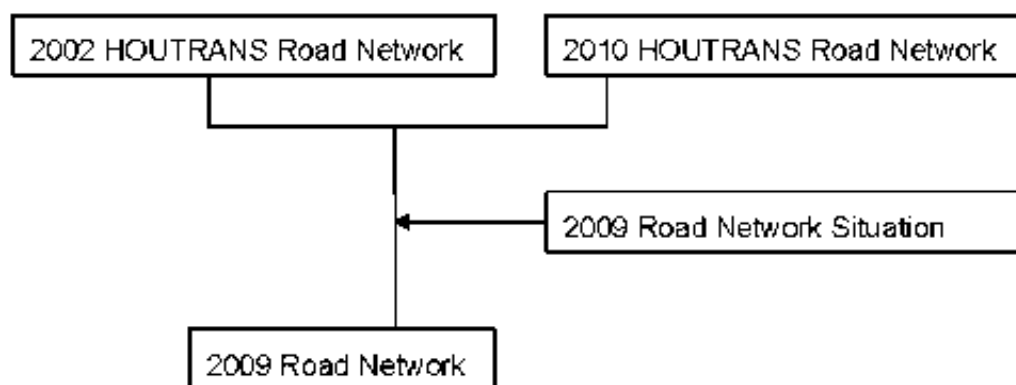 2002 HOUTRANS Road Network
2010 HOUTRANS Road Network
2009 Road Network Situation
2009 Road Network